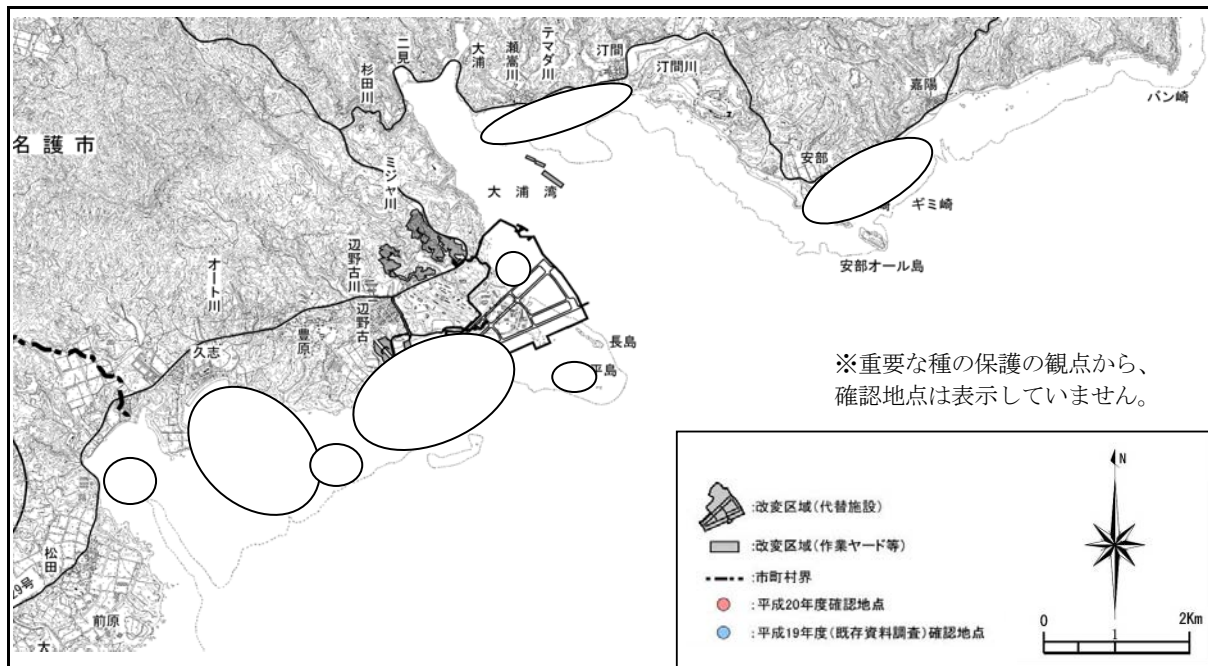 名護市
杉田川
二見
大浦
瀬嵩川
テマダ川
汀間
汀間川
嘉陽
バン崎
安部
ギミ崎
安部オール島
大浦湾
ミジャ川
辺野古川
辺野古
オート川
久志
豊原
長島
平島
※重要な種の保護の観点から、
確認地点は表示していません。
松田
29号
前原
N
:改変区域(代替施設)
:改変区域(作業ヤード等)
:市町村界
:平成20年度確認地点
:平成19年度(既存資料調査)確認地点
0 1 2Km